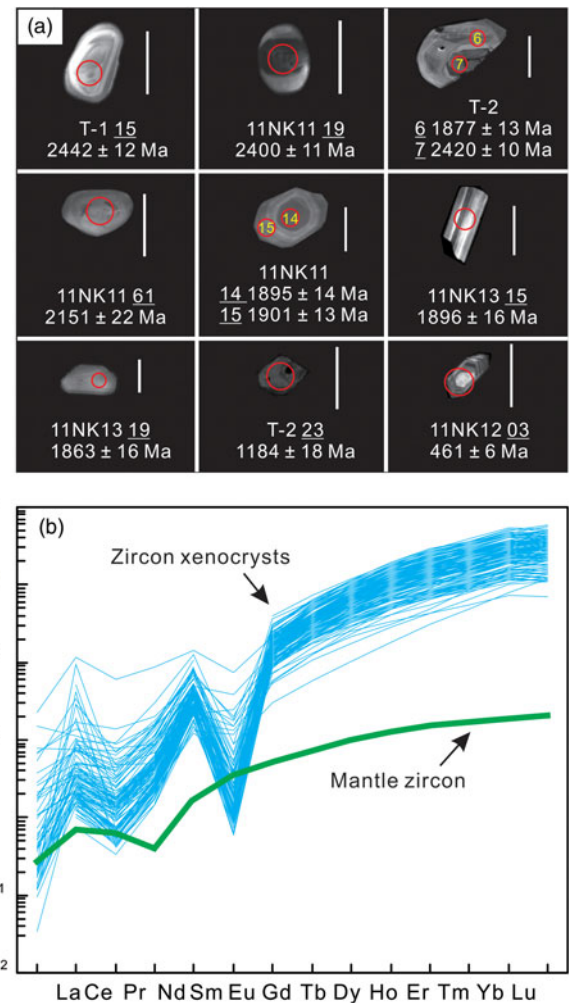 (a)
T-1 15
2442 ± 12 Ma
11NK11 19
2400 ± 11 Ma
6
7
T-2
6 1877 ± 13 Ma
7 2420 ± 10 Ma
11NK11 61
2151 ± 22 Ma
14
15
11NK11
14 1895 ± 14 Ma
15 1901 ± 13 Ma
11NK13 15
1896 ± 16 Ma
11NK13 19
1863 ± 16 Ma
T-2 23
1184 ± 18 Ma
11NK12 03
461 ± 6 Ma
(b)
Zircon xenocrysts
Mantle zircon
1
2
La Ce Pr Nd Sm Eu Gd Tb Dy Ho Er Tm Yb Lu